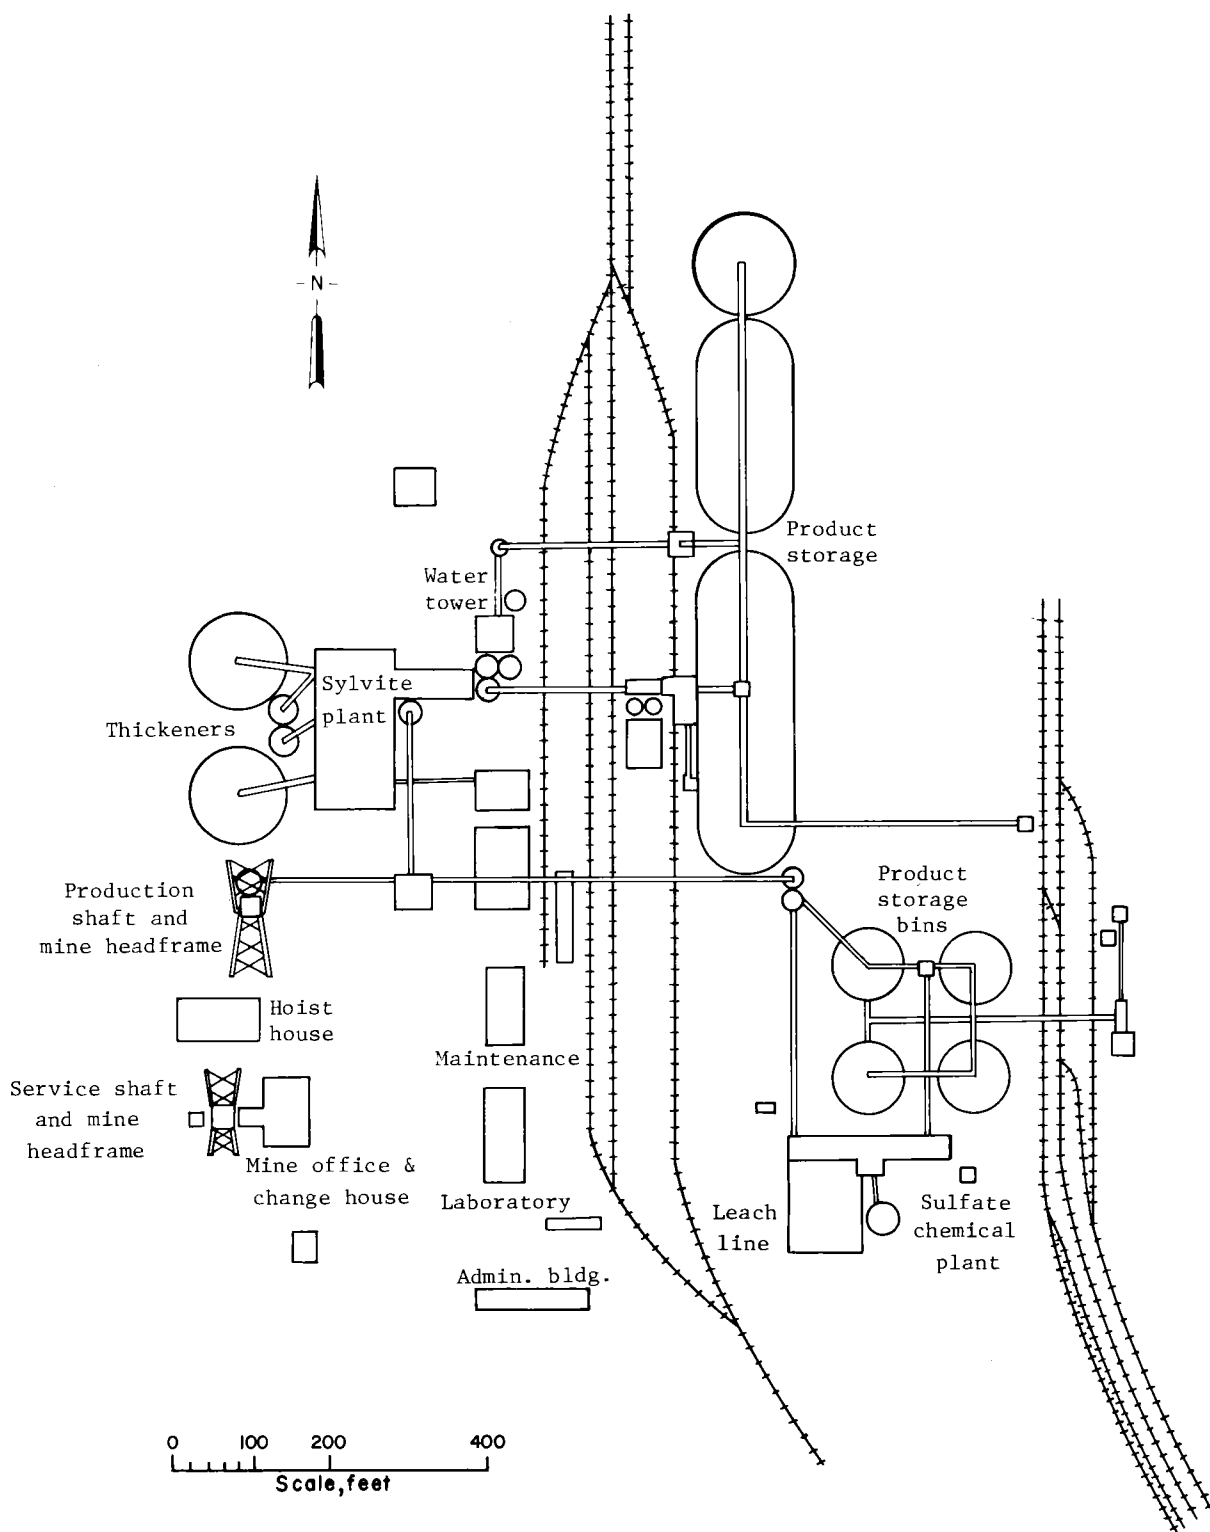 - N -
Product
storage
Water
tower
Sylvite
plant
Thickeners
Production
shaft and
mine headframe
Product
storage
bins
Hoist
house
Maintenance
Service shaft
and mine
headframe
Mine office &
change house
Laboratory
Leach
line
Sulfate
chemical
plant
Admin. bldg.
0 100 200 400
Scale, feet